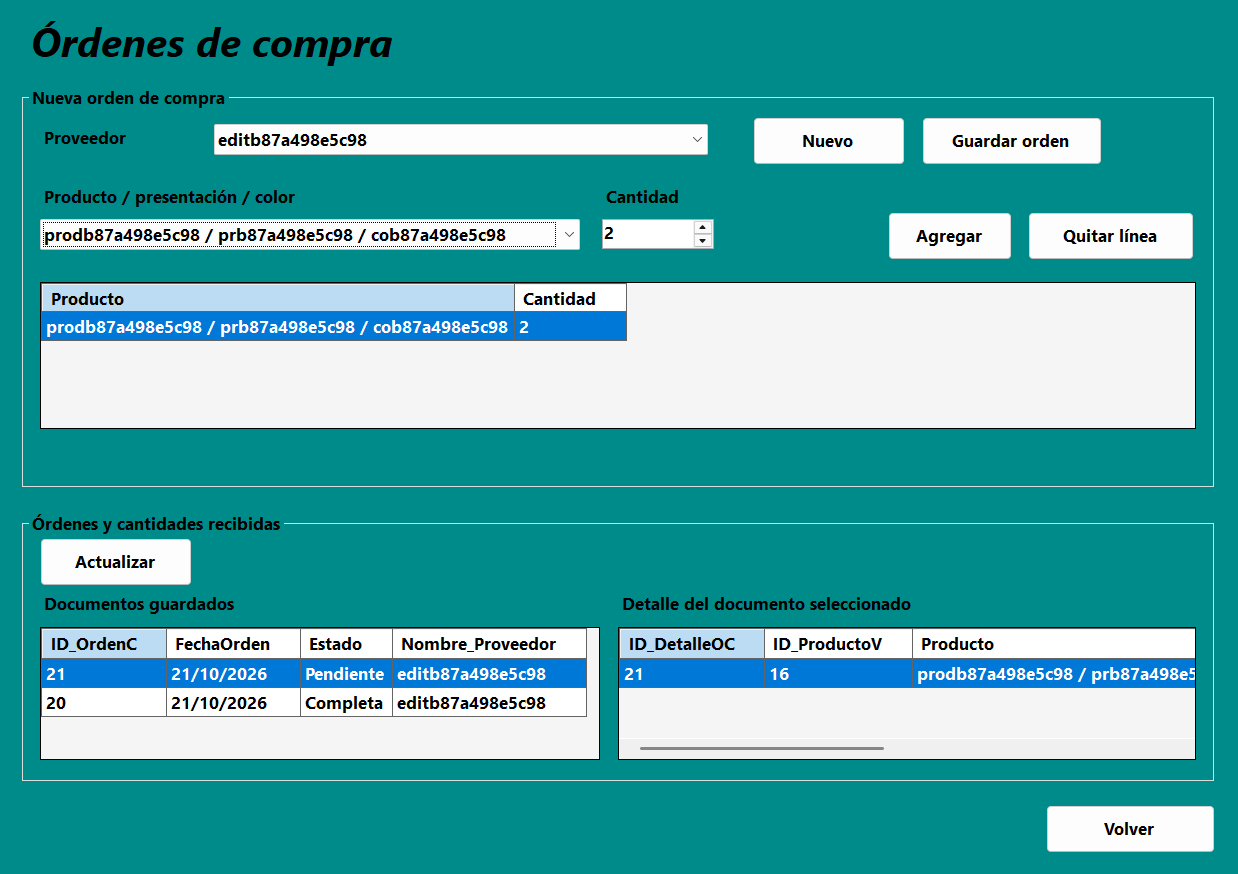 Órdenes de compra
Nueva orden de compra
Proveedor editb87a498e5c98 Nuevo Guardar orden
Producto / presentación / color Cantidad
prodb87a498e5c98 / prb87a498e5c98 / cob87a498e5c98 2 Agregar Quitar línea
Producto Cantidad
prodb87a498e5c98 / prb87a498e5c98 / cob87a498e5c98 2
Órdenes y cantidades recibidas
Actualizar
Documentos guardados Detalle del documento seleccionado
ID_OrdenC FechaOrden Estado Nombre_Proveedor ID_DetalleOC ID_ProductoV Producto
21 21/10/2026 Pendiente editb87a498e5c98 21 16 prodb87a498e5c98 / prb87a498e5
20 21/10/2026 Completa editb87a498e5c98
Volver